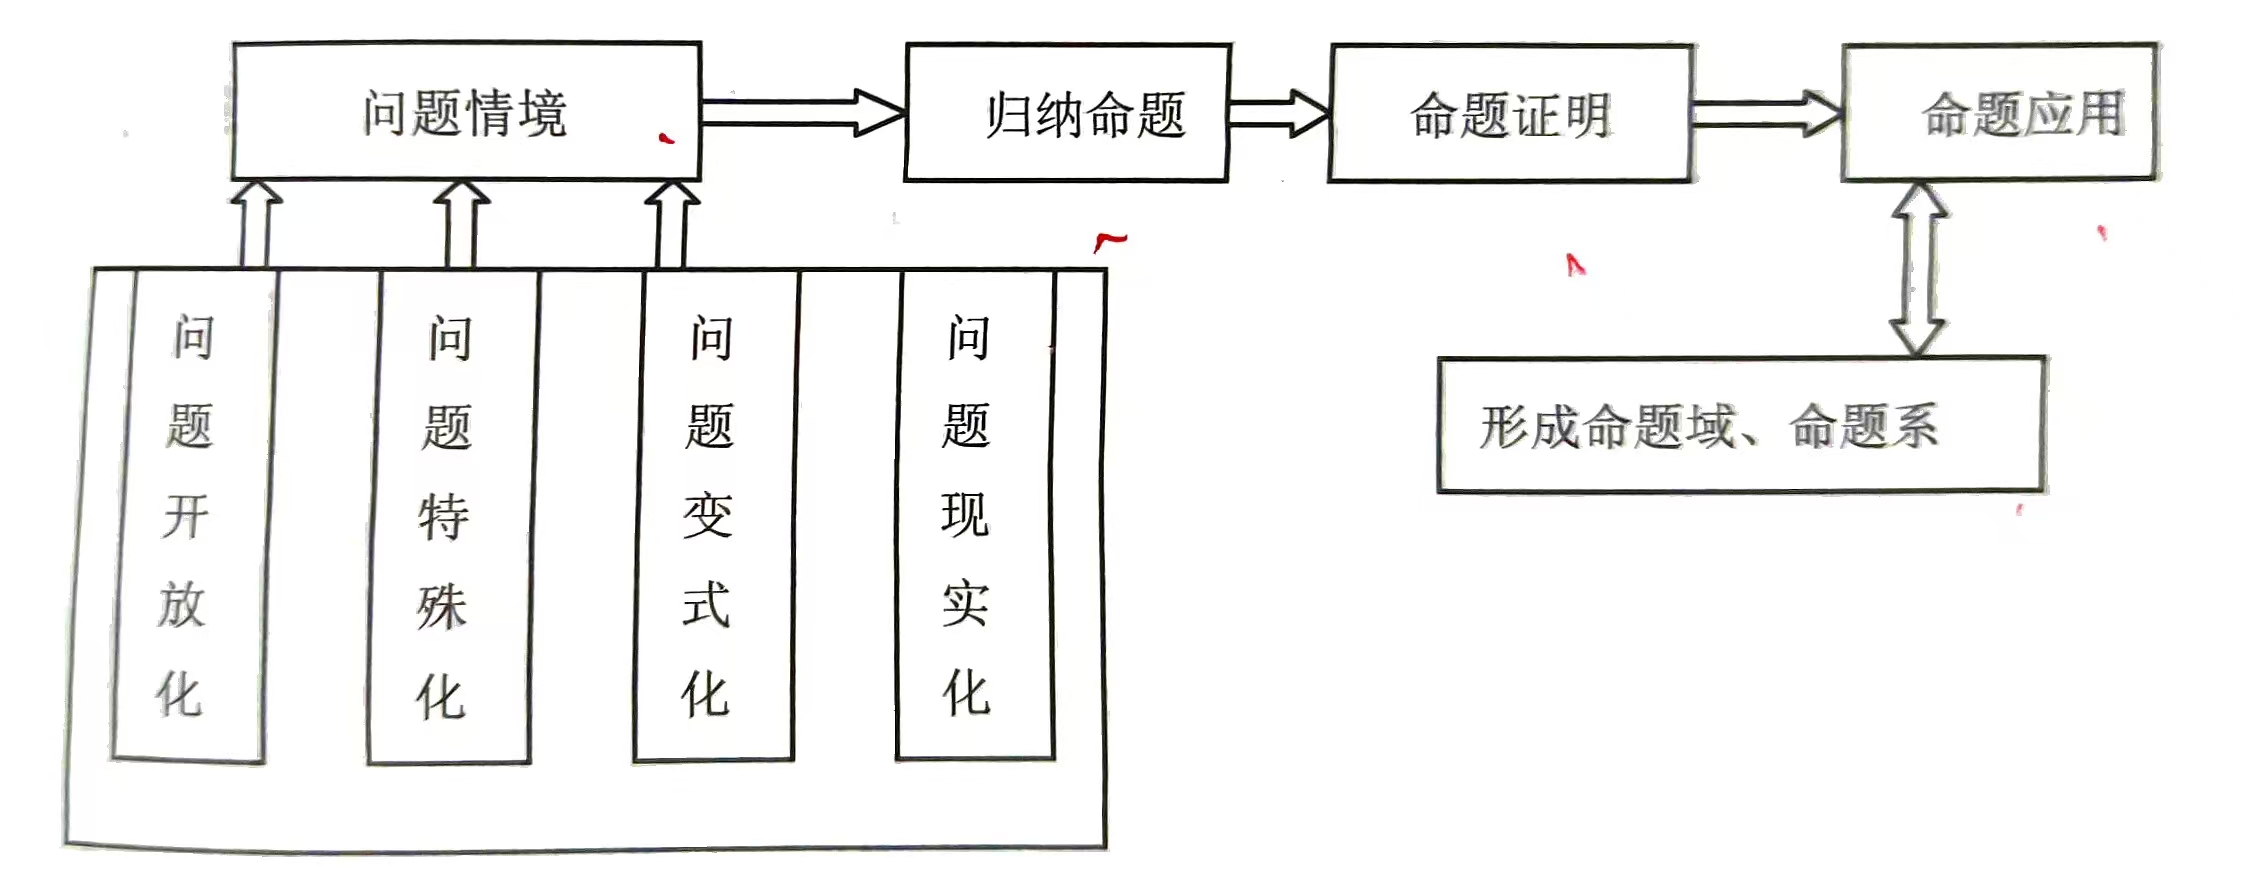 问题情境
归纳命题
命题证明
命题应用
问题开放化
问题特殊化
问题变式化
问题现实化
形成命题域、命题系